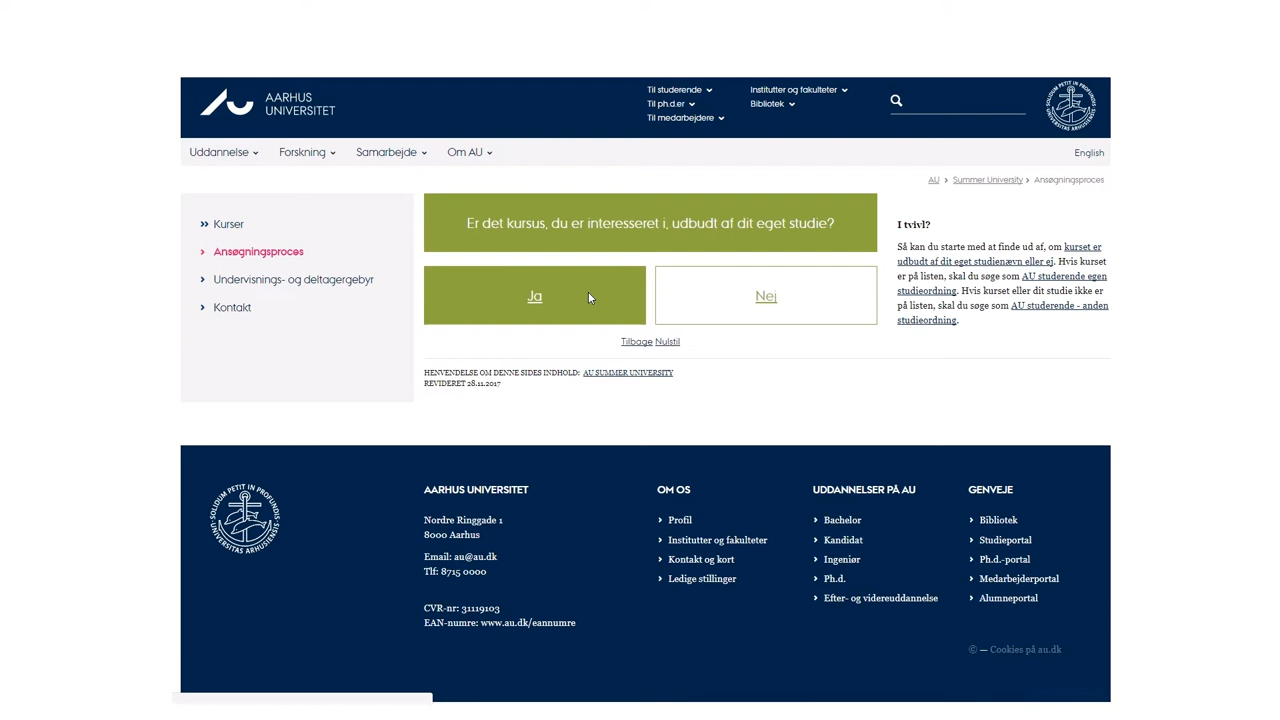 AARHUS
UNIVERSITET
Til studerende
Til ph.d.er
Til medarbejdere
Institutter og fakulteter
Bibliotek
Uddannelse
Forskning
Samarbejde
Om AU
English
AU › Summer University › Ansøgningsproces
Kurser
Ansøgningsproces
Undervisnings- og deltagergebyr
Kontakt
Er det kursus, du er interesseret i, udbudt af dit eget studie?
Ja
Nej
Tilbage Nulstil
HENVENDELSE OM DENNE SIDES INDHOLD: AU SUMMER UNIVERSITY
REVIDERET 28.11.2017
I tvivl?
Så kan du starte med at finde ud af, om kurset er
udbudt af dit eget studienævn eller ej. Hvis kurset
er på listen, skal du søge som AU studerende egen
studieordning. Hvis kurset eller dit studie ikke er
på listen, skal du søge som AU studerende - anden
studieordning.
SOLIDUM PETIT IN PROFUNDIS
UNIVERSITAS ARHUSIENSIS
AARHUS UNIVERSITET
Nordre Ringgade 1
8000 Aarhus
Email: au@au.dk
Tlf: 8715 0000
CVR-nr: 31119103
EAN-numre: www.au.dk/eannumre
OM OS
Profil
Institutter og fakulteter
Kontakt og kort
Ledige stillinger
UDDANNELSER PÅ AU
Bachelor
Kandidat
Ingeniør
Ph.d.
Efter- og videreuddannelse
GENVEJE
Bibliotek
Studieportal
Ph.d.-portal
Medarbejderportal
Alumneportal
© — Cookies på au.dk